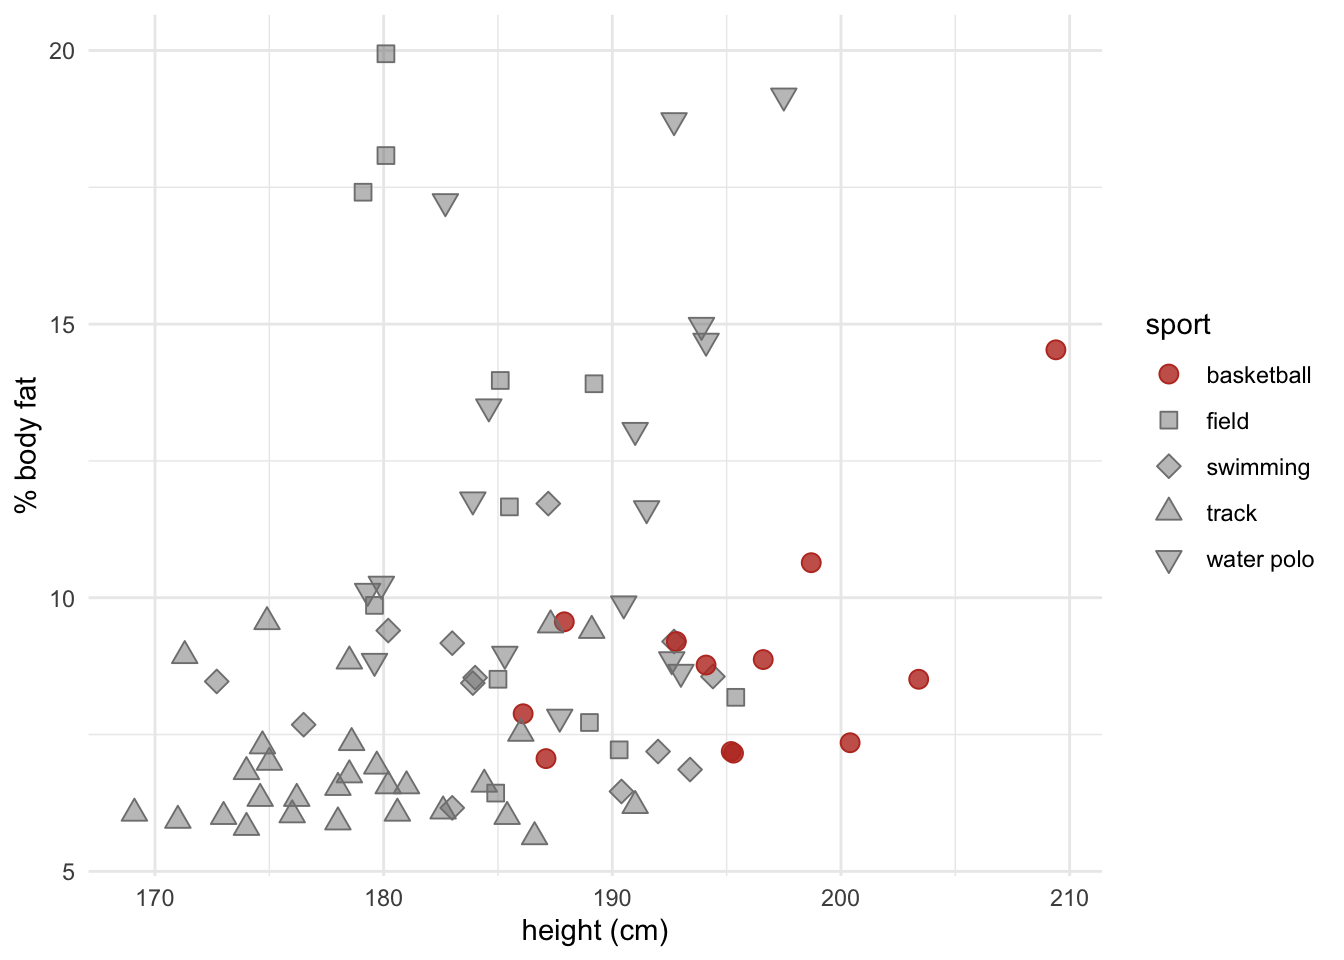 20
15
10
5
% body fat
170 180 190 200 210
height (cm)
sport
basketball
field
swimming
track
water polo